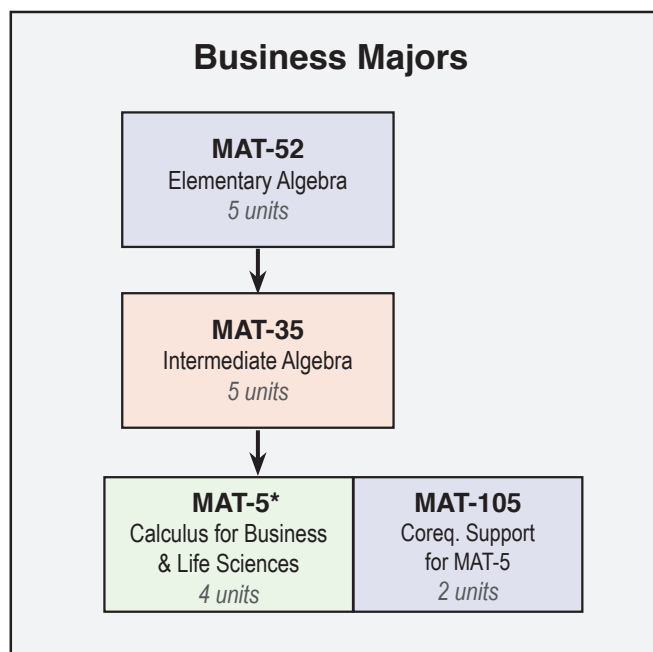 Business Majors
MAT-52
Elementary Algebra
5 units
MAT-35
Intermediate Algebra
5 units
MAT-5*
Calculus for Business
& Life Sciences
4 units
MAT-105
Coreq. Support
for MAT-5
2 units